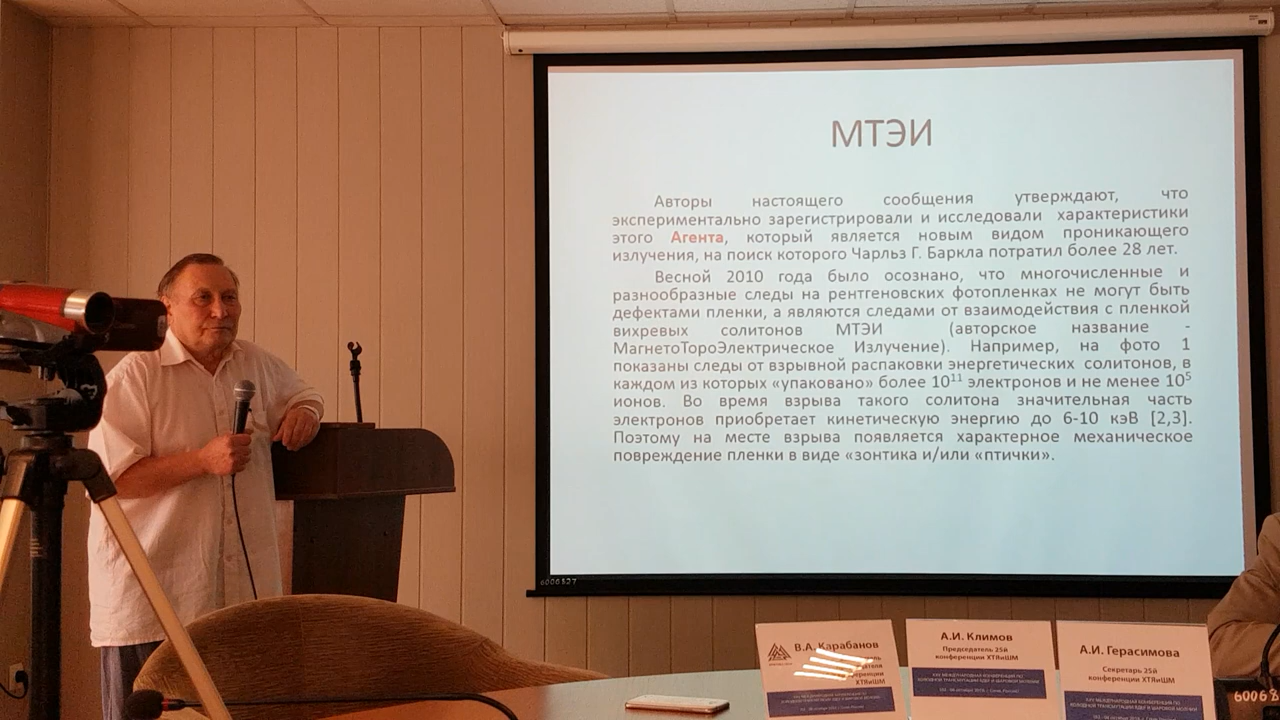 МТЭИ
Авторы настоящего сообщения утверждают, что
экспериментально зарегистрировали и исследовали характеристики
этого Агента, который является новым видом проникающего
излучения, на поиск которого Чарльз Г. Баркла потратил более 28 лет.
Весной 2010 года было осознано, что многочисленные и
разнообразные следы на рентгеновских фотопленках не могут быть
дефектами пленки, а являются следами от взаимодействия с пленкой
вихревых солитонов МТЭИ (авторское название -
МагнетоТороЭлектрическое Излучение). Например, на фото 1
показаны следы от взрывной распаковки энергетических солитонов, в
каждом из которых «упаковано» более 10¹¹ электронов и не менее 10⁵
ионов. Во время взрыва такого солитона значительная часть
электронов приобретает кинетическую энергию до 6-10 кэВ [2,3].
Поэтому на месте взрыва появляется характерное механическое
повреждение пленки в виде «зонтика и/или «птички».
6006527
В.А. Карабанов
ХТЯиШМ
А.И. Климов
Председатель 25й
конференции ХТЯиШМ
А.И. Герасимова
Секретарь 25й
конференции ХТЯиШМ
60068